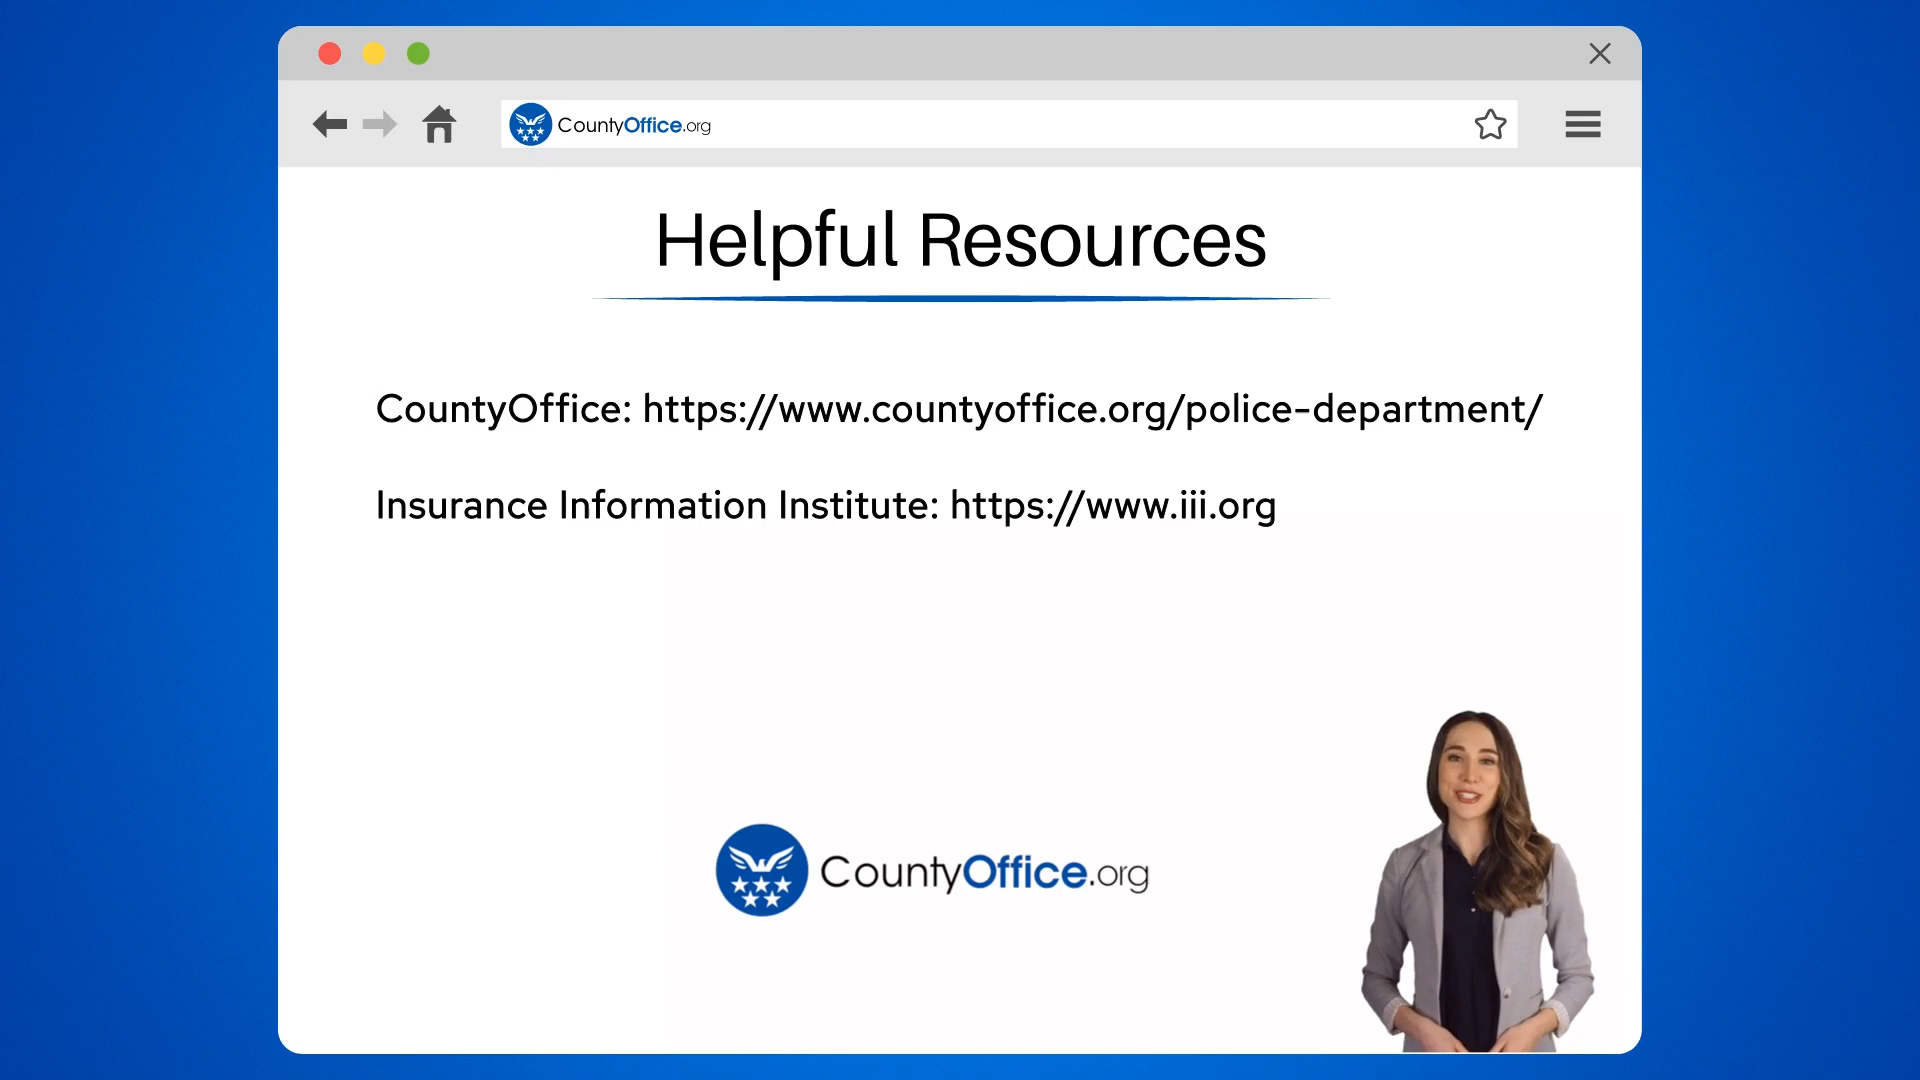 CountyOffice.org
Helpful Resources
CountyOffice: https://www.countyoffice.org/police-department/
Insurance Information Institute: https://www.iii.org
CountyOffice.org